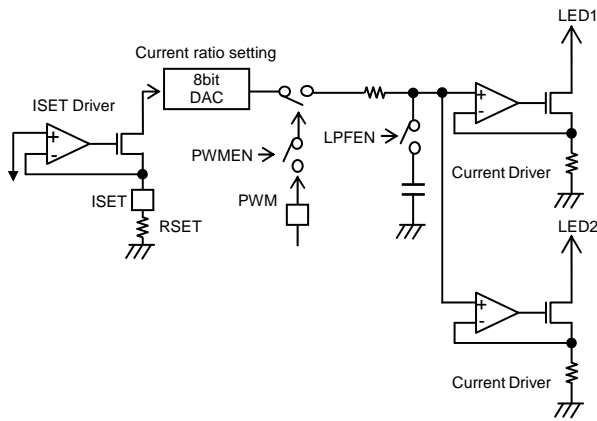 LED1
Current ratio setting
8bit
DAC
ISET Driver
+
-
+
-
PWMEN
LPFEN
Current Driver
ISET
PWM
RSET
LED2
+
-
Current Driver